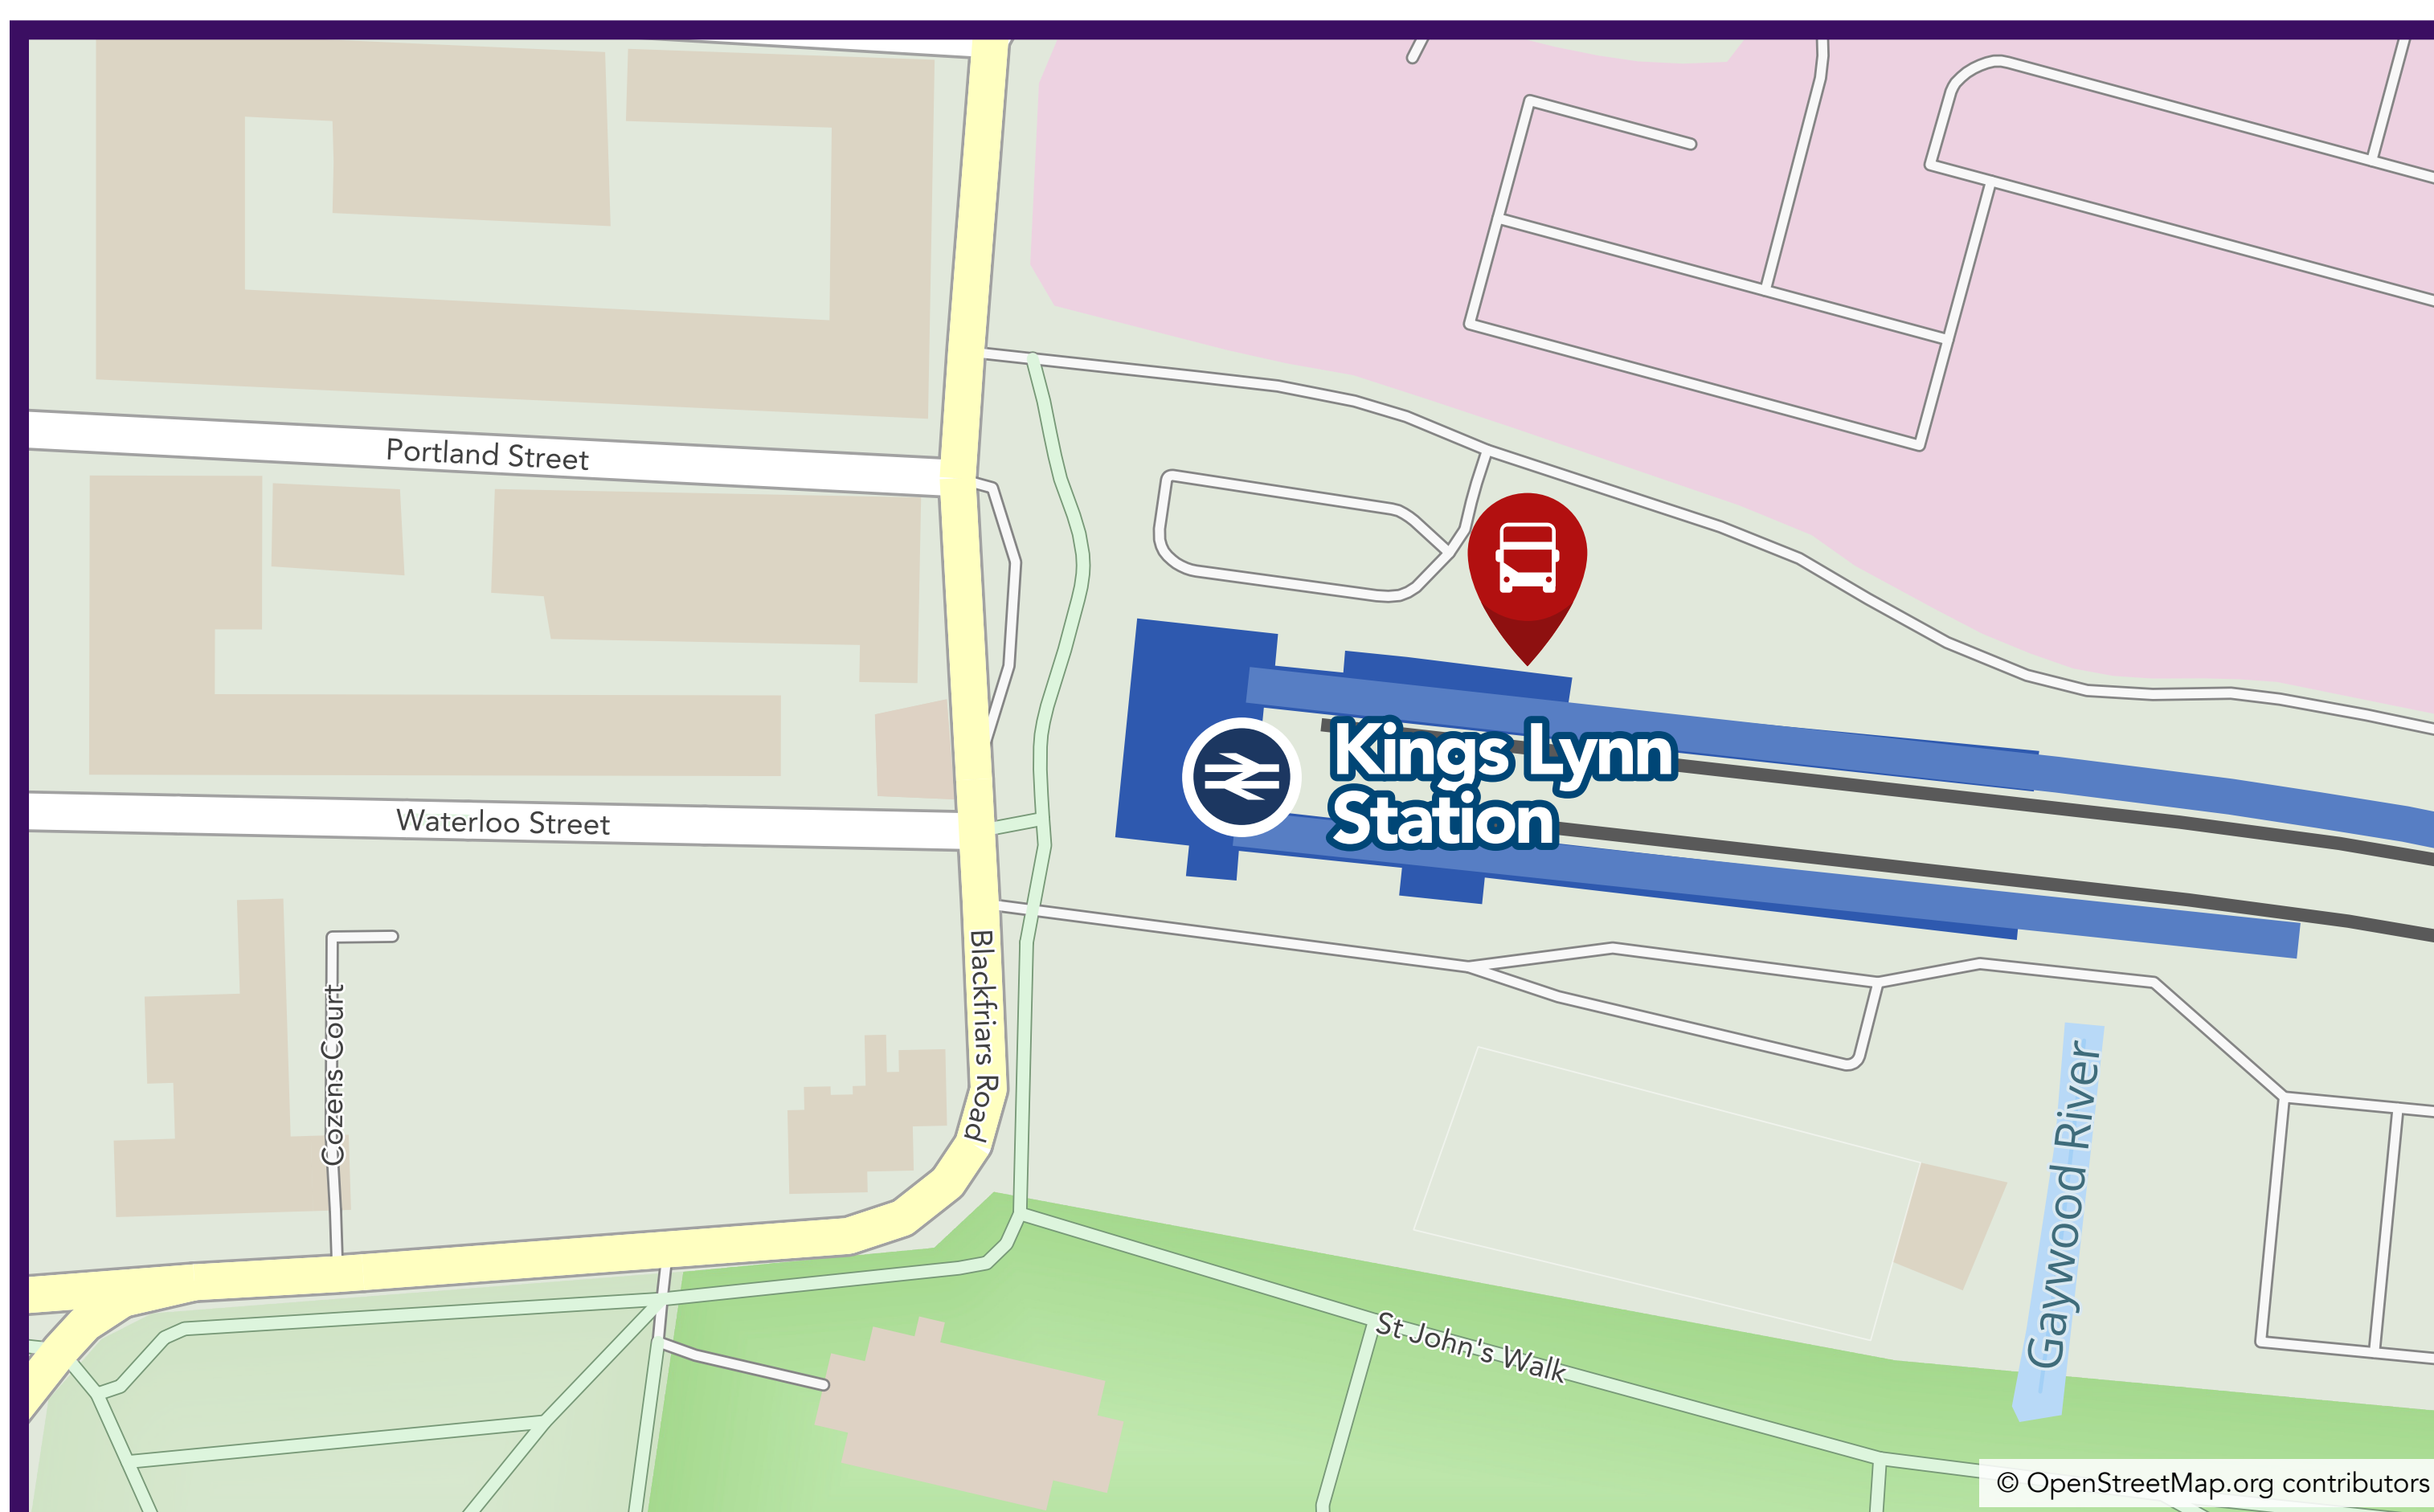 Portland Street
Kings Lynn
Station
Waterloo Street
Blackfriars Road
Cozens Court
Gaywood River
St John's Walk
© OpenStreetMap.org contributors